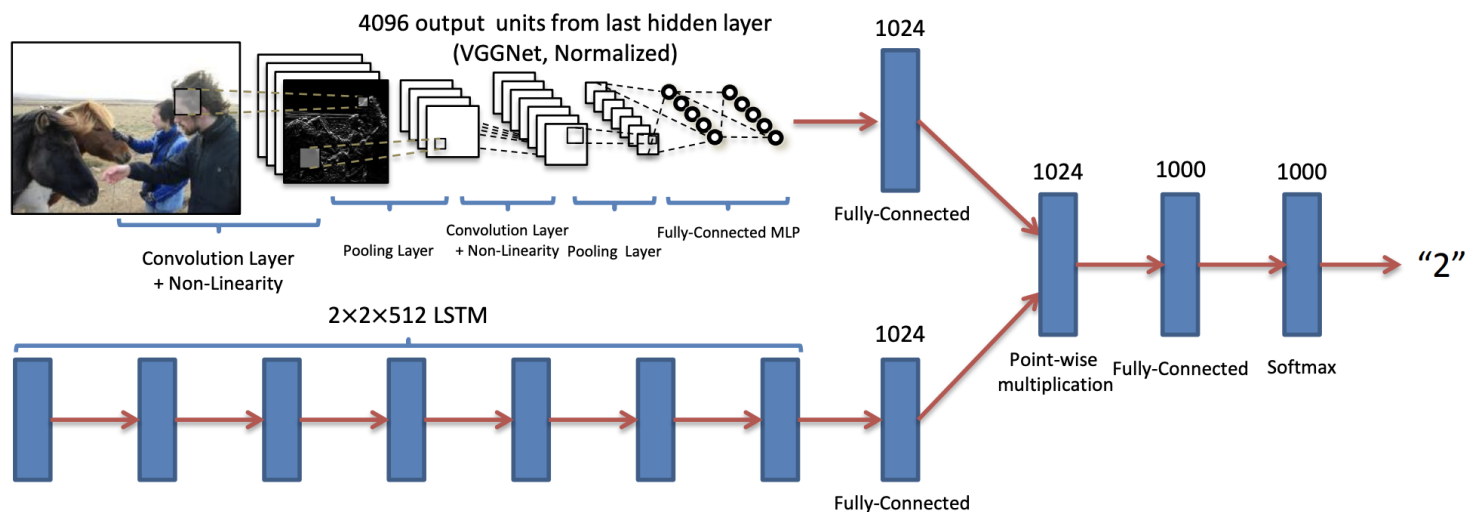 4096 output units from last hidden layer
(VGGNet, Normalized)
Convolution Layer
+ Non-Linearity
Pooling Layer
Convolution Layer
+ Non-Linearity
Pooling Layer
Fully-Connected MLP
1024
Fully-Connected
2×2×512 LSTM
1024
Fully-Connected
1024
Point-wise
multiplication
1000
Fully-Connected
1000
Softmax
“2”